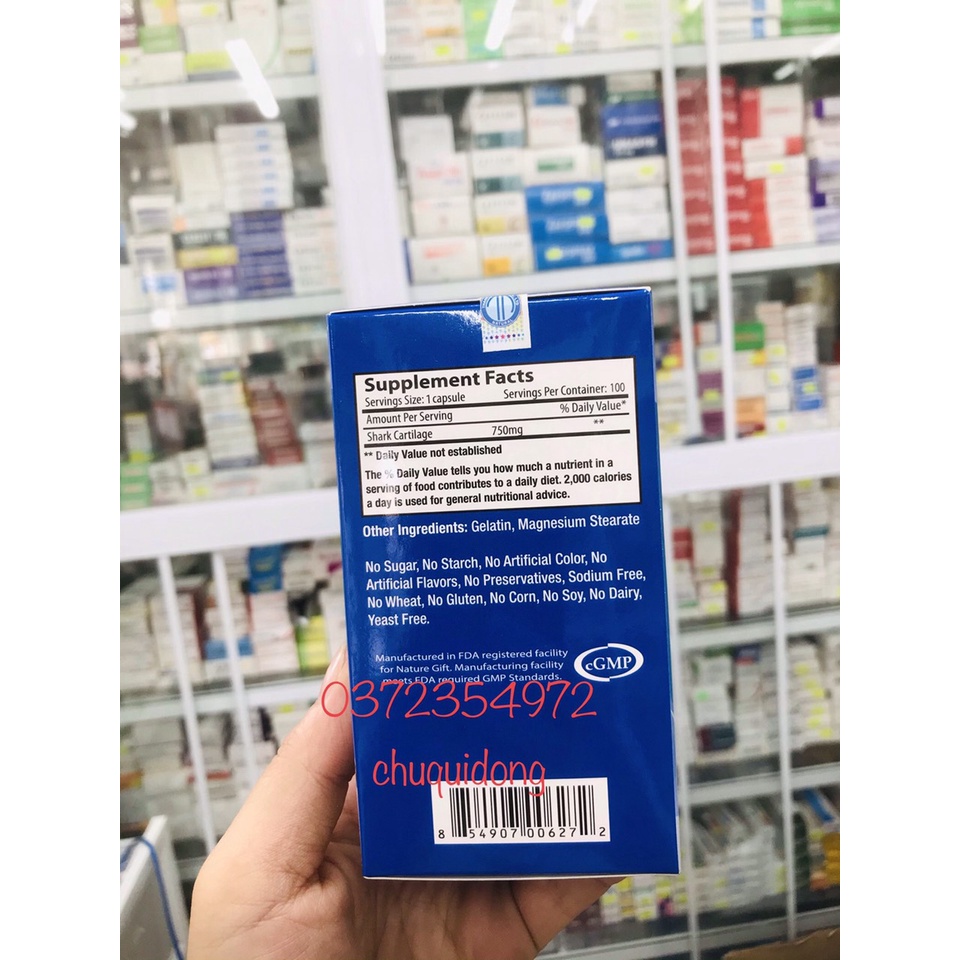 Supplement Facts
Servings Size: 1 capsule Servings Per Container: 100
Amount Per Serving % Daily Value*
Shark Cartilage 750mg **
** Daily Value not established
The % Daily Value tells you how much a nutrient in a
serving of food contributes to a daily diet. 2,000 calories
a day is used for general nutritional advice.
Other Ingredients: Gelatin, Magnesium Stearate
No Sugar, No Starch, No Artificial Color, No
Artificial Flavors, No Preservatives, Sodium Free,
No Wheat, No Gluten, No Corn, No Soy, No Dairy,
Yeast Free.
Manufactured in FDA registered facility
for Nature Gift. Manufacturing facility
meets FDA required GMP Standards.
cGMP
0372354972
chuquidong
8 54907 00627 2